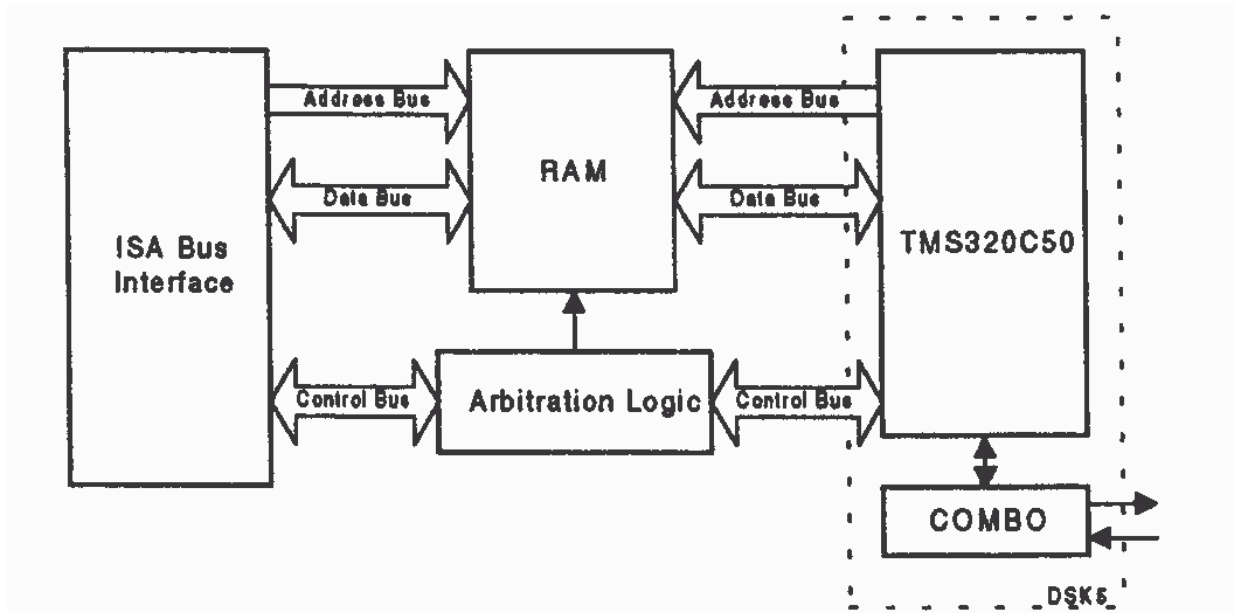 Address Bus
Address Bus
RAM
Data Bus
Data Bus
ISA Bus
Interface
TMS320C50
Control Bus
Arbitration Logic
Control Bus
COMBO
DSK5